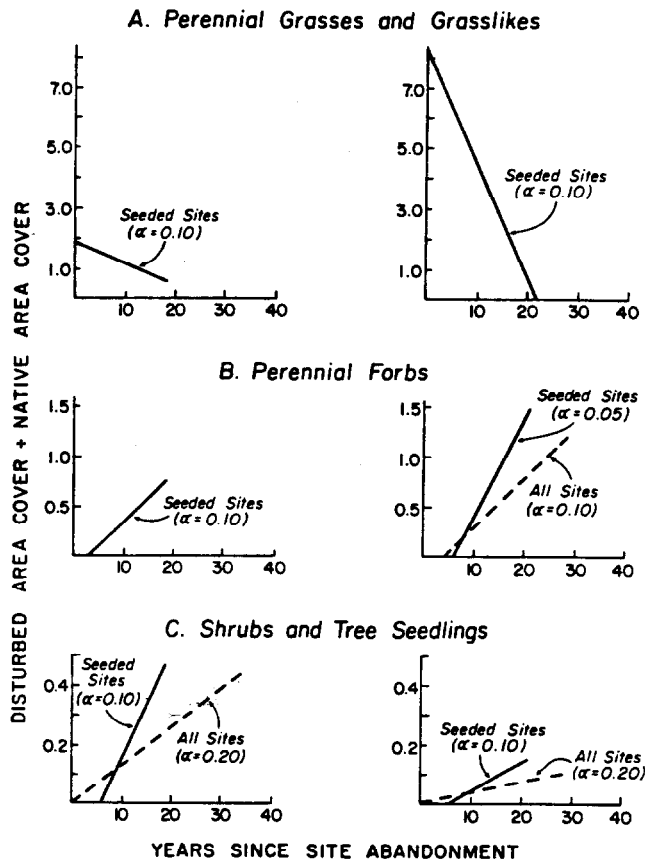 A. Perennial Grasses and Grasslikes
7.0
5.0
3.0
1.0
Seeded Sites
(α=0.10)
10 20 30 40
7.0
5.0
3.0
1.0
Seeded Sites
(α=0.10)
10 20 30 40
B. Perennial Forbs
1.5
1.0
0.5
Seeded Sites
(α=0.10)
10 20 30 40
1.5
1.0
0.5
Seeded Sites
(α=0.05)
All Sites
(α=0.10)
10 20 30 40
C. Shrubs and Tree Seedlings
0.4
0.2
Seeded
Sites
(α=0.10)
All Sites
(α=0.20)
10 20 30 40
0.4
0.2
Seeded Sites
(α=0.10)
All Sites
(α=0.20)
10 20 30 40
DISTURBED AREA COVER + NATIVE AREA COVER
YEARS SINCE SITE ABANDONMENT